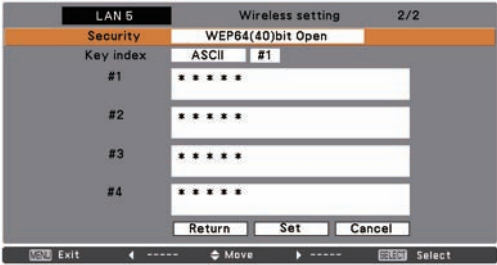 LAN 5 Wireless setting 2/2
Security WEP64(40)bit Open
Key index ASCII #1
#1 * * * * *
#2 * * * * *
#3 * * * * *
#4 * * * * *
Return Set Cancel
MENU Exit ◀ ----- ◆ Move ▶ ----- SELECT Select